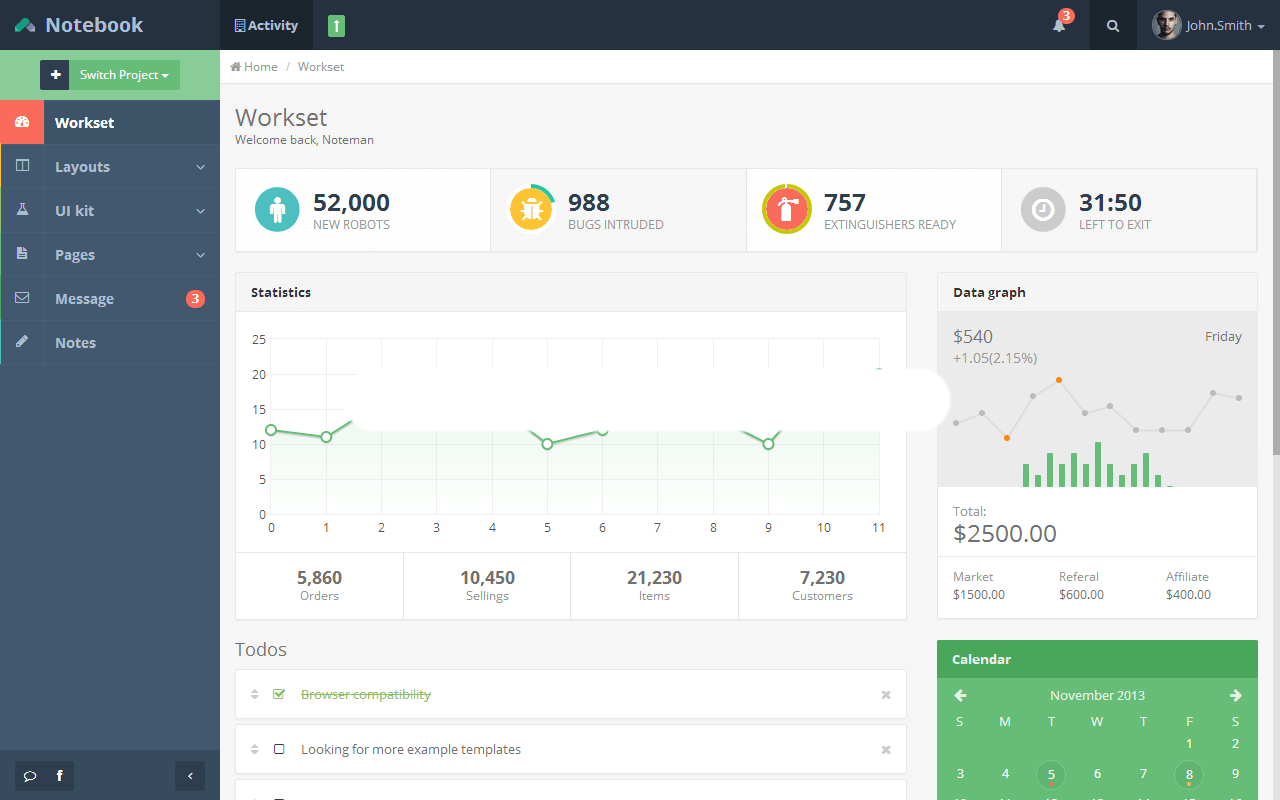 Notebook
Activity
3
John.Smith
Switch Project
Home / Workset
Workset
Layouts
UI kit
Pages
Message 3
Notes
Workset
Welcome back, Noteman
52,000
NEW ROBOTS
988
BUGS INTRUDED
757
EXTINGUISHERS READY
31:50
LEFT TO EXIT
Statistics
25
20
15
10
5
0
0 1 2 3 4 5 6 7 8 9 10 11
5,860
Orders
10,450
Sellings
21,230
Items
7,230
Customers
Data graph
$540
Friday
+1.05(2.15%)
Total:
$2500.00
Market
$1500.00
Referal
$600.00
Affiliate
$400.00
Todos
Browser compatibility
Looking for more example templates
Calendar
November 2013
S M T W T F S
1 2
3 4 5 6 7 8 9